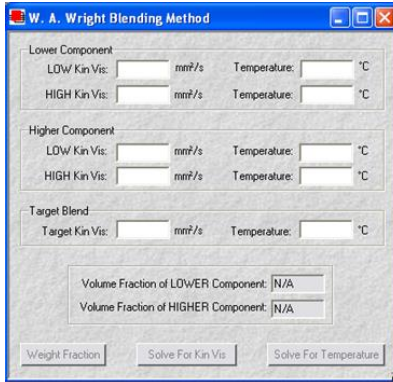 W. A. Wright Blending Method
Lower Component
LOW Kin Vis: mm²/s Temperature: °C
HIGH Kin Vis: mm²/s Temperature: °C
Higher Component
LOW Kin Vis: mm²/s Temperature: °C
HIGH Kin Vis: mm²/s Temperature: °C
Target Blend
Target Kin Vis: mm²/s Temperature: °C
Volume Fraction of LOWER Component: N/A
Volume Fraction of HIGHER Component: N/A
Weight Fraction Solve For Kin Vis Solve For Temperature